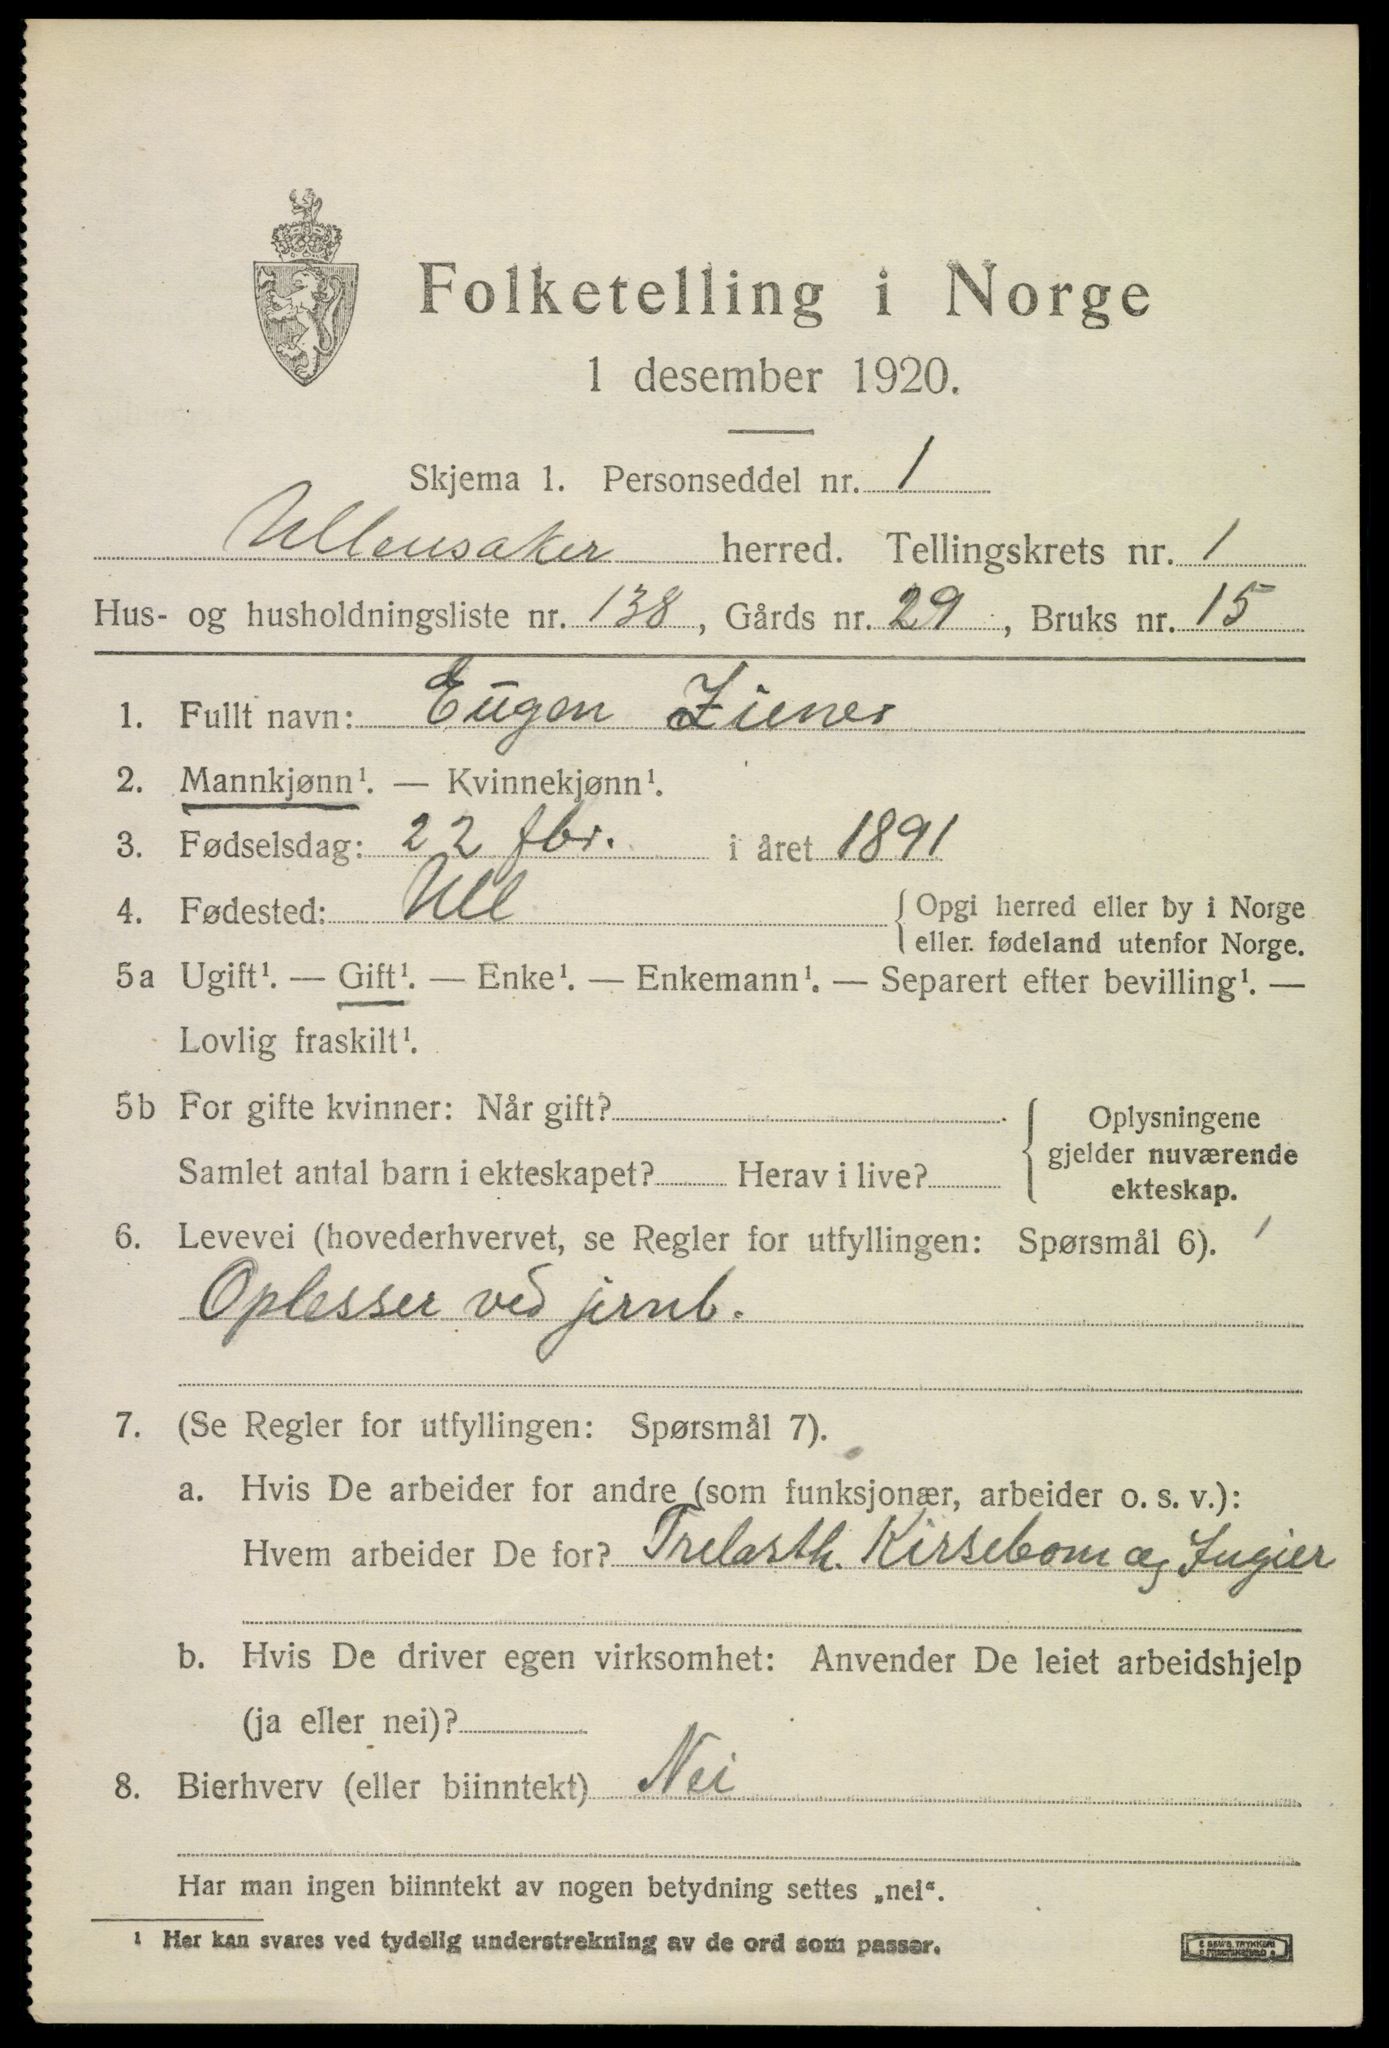 Folketelling i Norge
1 desember 1920.
Skjema 1. Personseddel nr. 1
Ullensaker herred. Tellingskrets nr. 1
Hus- og husholdningsliste nr. 138, Gårds nr. 29, Bruks nr. 15
1. Fullt navn: Eugen Ziener
2. Mannkjønn¹. — Kvinnekjønn¹.
3. Fødselsdag: 22 fbr. i året 1891
4. Fødested: Ull { Opgi herred eller by i Norge
eller fødeland utenfor Norge.
5a Ugift¹. — Gift¹. — Enke¹. — Enkemann¹. — Separert efter bevilling¹. —
Lovlig fraskilt¹.
5b For gifte kvinner: Når gift?
Samlet antal barn i ekteskapet? Herav i live?
Oplysningene
gjelder nuværende
ekteskap.
6. Levevei (hovederhvervet, se Regler for utfyllingen: Spørsmål 6).
Oplesser ved jernb.
7. (Se Regler for utfyllingen: Spørsmål 7).
a. Hvis De arbeider for andre (som funksjonær, arbeider o. s. v.):
Hvem arbeider De for? Trelasth. Kirsebom og
b. Hvis De driver egen virksomhet: Anvender De leiet arbeidshjelp
(ja eller nei)?
8. Bierhverv (eller biinntekt) Nei
Har man ingen biinntekt av nogen betydning settes „nei“.
¹ Her kan svares ved tydelig understrekning av de ord som passer.